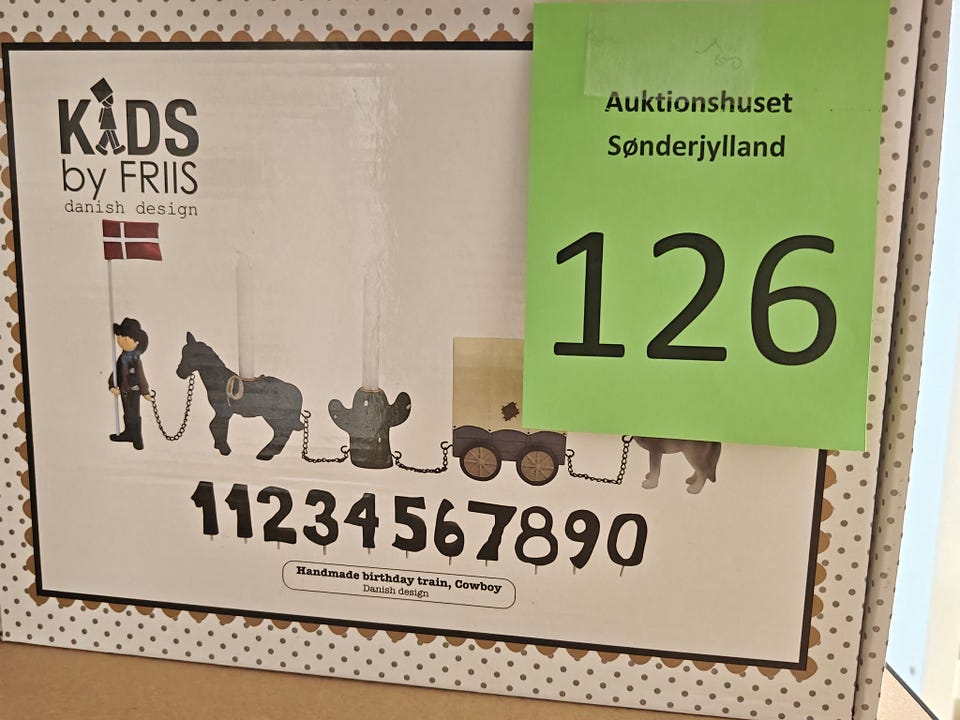 KIDS
by FRIIS
danish design
Auktionshuset
Sønderjylland
126
11234567890
Handmade birthday train, Cowboy
Danish design